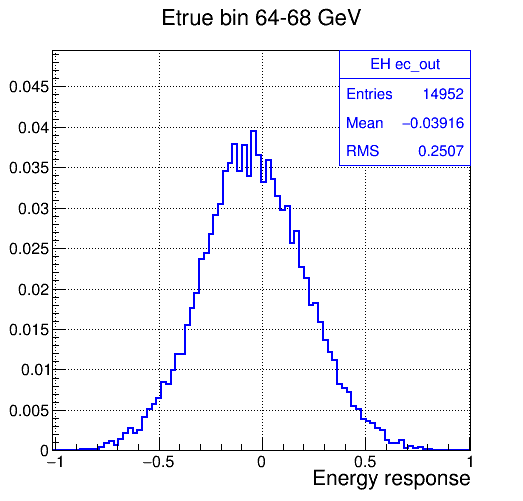 Etrue bin 64-68 GeV
EH ec_out
Entries 14952
Mean −0.03916
RMS 0.2507
0.045
0.04
0.035
0.03
0.025
0.02
0.015
0.01
0.005
0
−1 −0.5 0 0.5 1
Energy response